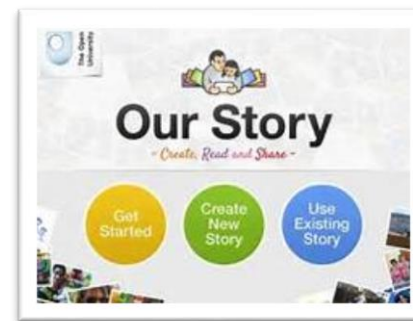 The Open
University
Our Story
- Create, Read and Share -
Get
Started
Create
New
Story
Use
Existing
Story